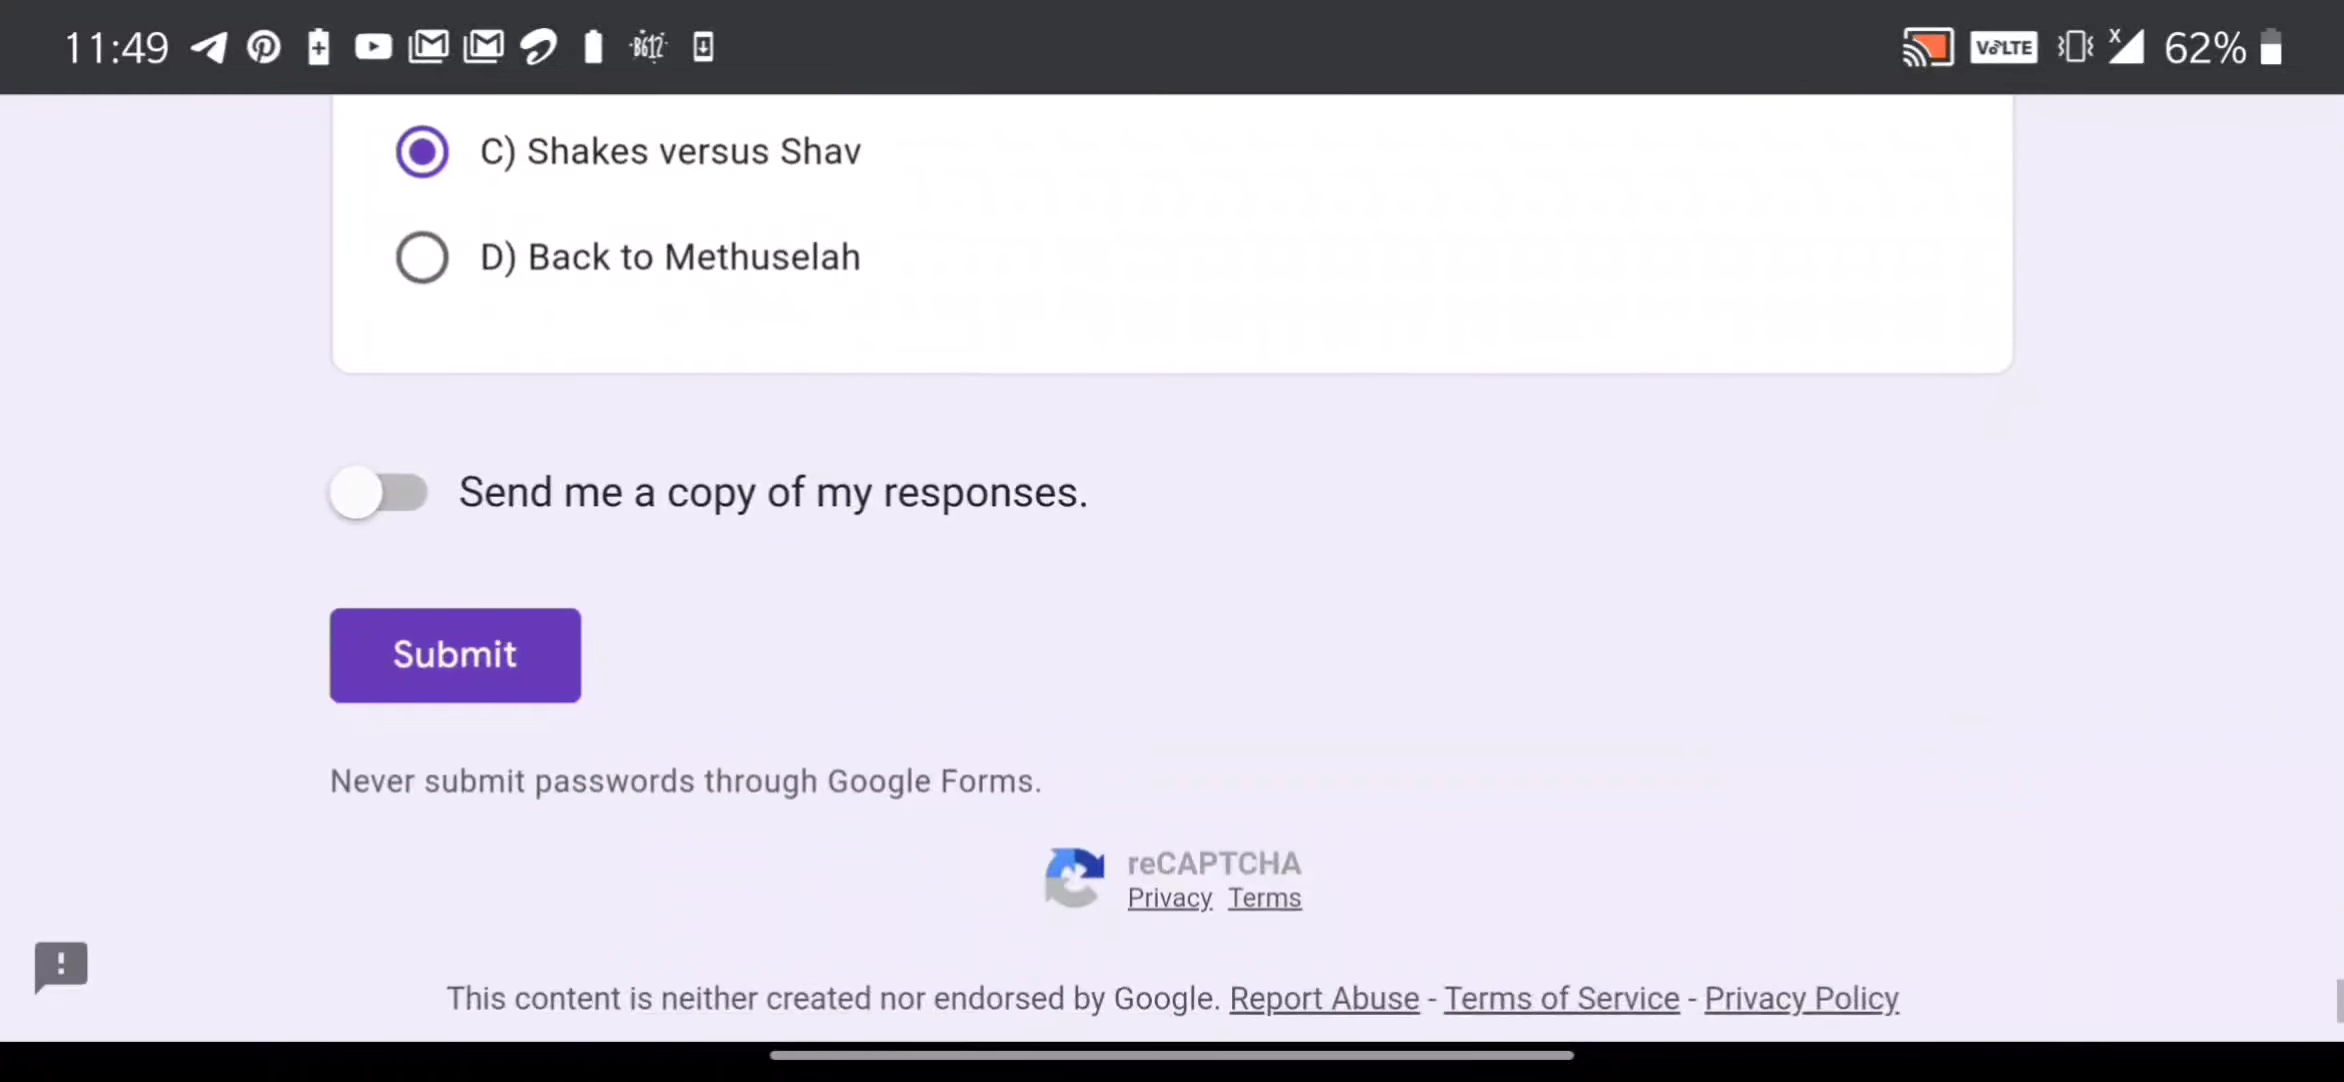 11:49 B612 VoLTE x 62%
C) Shakes versus Shav
D) Back to Methuselah
Send me a copy of my responses.
Submit
Never submit passwords through Google Forms.
reCAPTCHA
Privacy Terms
This content is neither created nor endorsed by Google. Report Abuse - Terms of Service - Privacy Policy